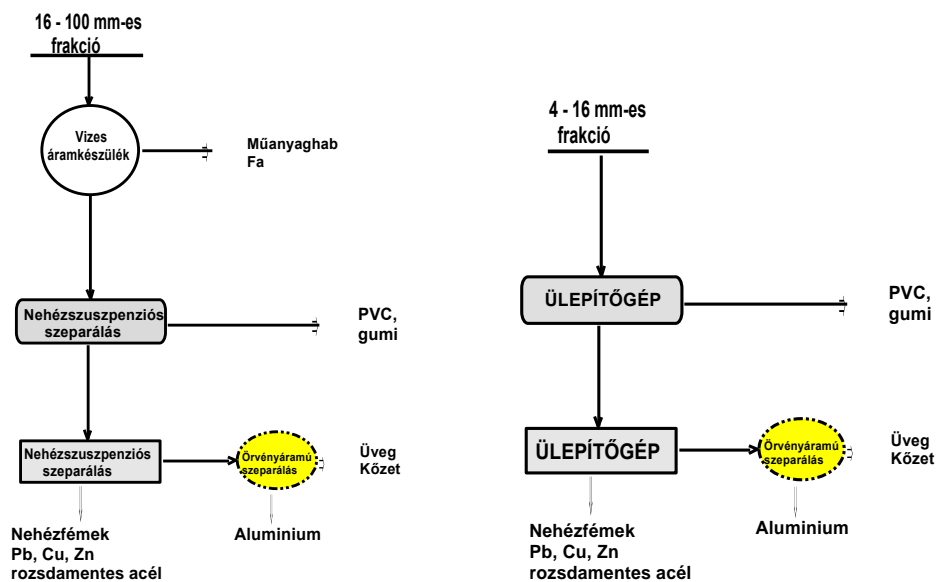 16 - 100 mm-es
frakció
Vizes
áramkészülék
Műanyaghab
Fa
Nehézszuszpenziós
szeparálás
PVC,
gumi
Nehézszuszpenziós
szeparálás
Örvényáramú
szeparálás
Üveg
Kőzet
Nehézfémek
Pb, Cu, Zn
rozsdamentes acél
Aluminium
4 - 16 mm-es
frakció
ÜLEPÍTŐGÉP
PVC,
gumi
ÜLEPÍTŐGÉP
Örvényáramú
szeparálás
Üveg
Kőzet
Nehézfémek
Pb, Cu, Zn
rozsdamentes acél
Aluminium